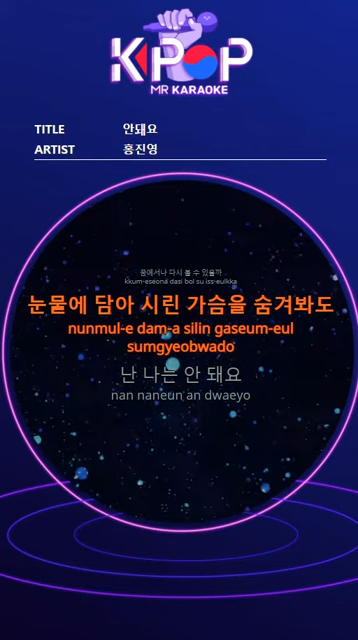 KPOP
MR KARAOKE
TITLE 안돼요
ARTIST 홍진영
꿈에서나 다시 볼 수 있을까
kkum-eseona dasi bol su iss-eulkka
눈물에 담아 시린 가슴을 숨겨봐도
nunmul-e dam-a silin gaseum-eul
sumgyeobwado
난 나는 안 돼요
nan naneun an dwaeyo